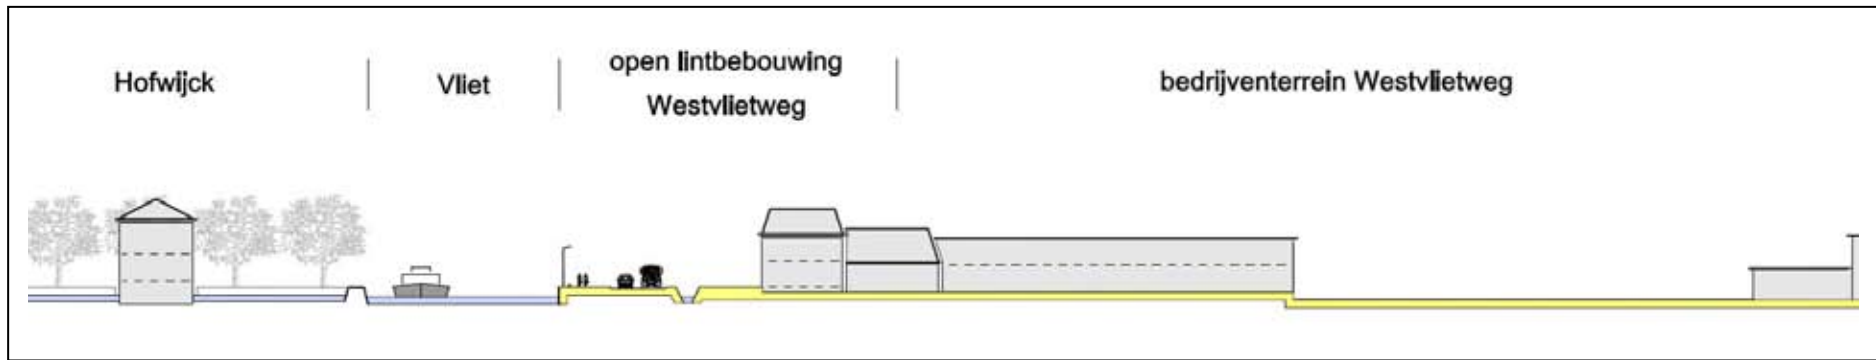 Hofwijck
Vliet
open lintbebouwing
Westvlietweg
bedrijventerrein Westvlietweg